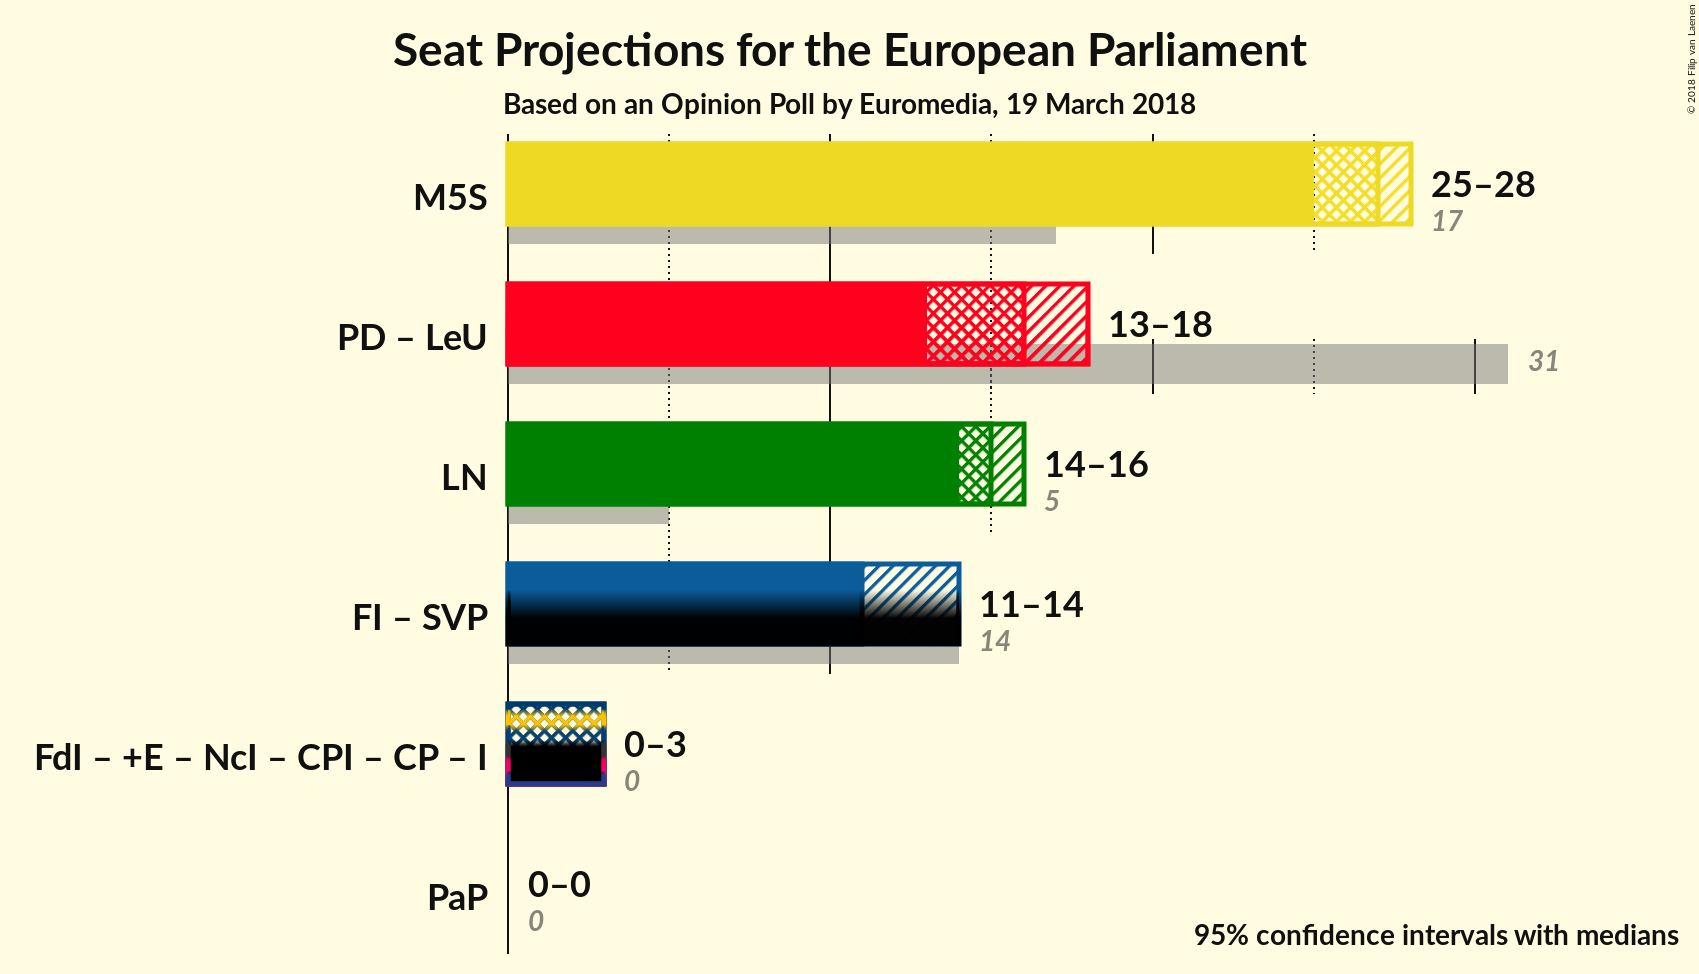 Seat Projections for the European Parliament
Based on an Opinion Poll by Euromedia, 19 March 2018
© 2018 Filip van Laenen
M5S
25–28
17
PD – LeU
13–18
31
LN
14–16
5
FI – SVP
11–14
14
FdI – +E – NcI – CPI – CP – I
0–3
0
PaP
0–0
0
95% confidence intervals with medians